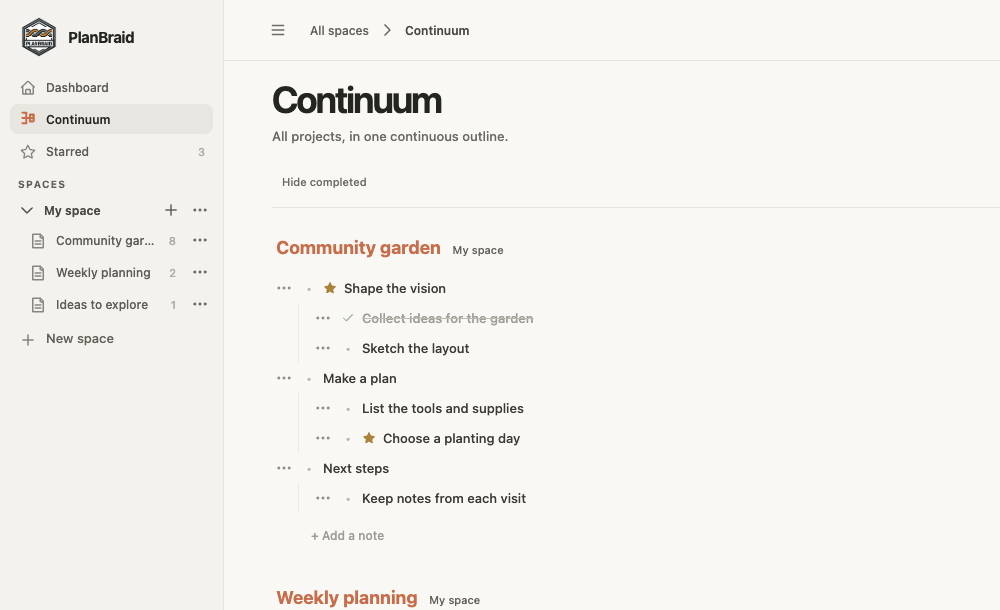 PLANBRAID
PlanBraid
Dashboard
Continuum
Starred 3
SPACES
My space
Community gar... 8
Weekly planning 2
Ideas to explore 1
New space
All spaces Continuum
Continuum
All projects, in one continuous outline.
Hide completed
Community garden My space
Shape the vision
Collect ideas for the garden
Sketch the layout
Make a plan
List the tools and supplies
Choose a planting day
Next steps
Keep notes from each visit
+ Add a note
Weekly planning My space